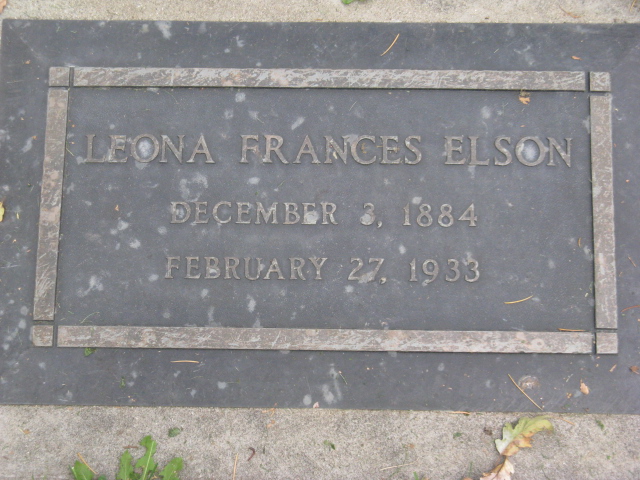 LEONA FRANCES ELSON
DECEMBER 3, 1884
FEBRUARY 27, 1933